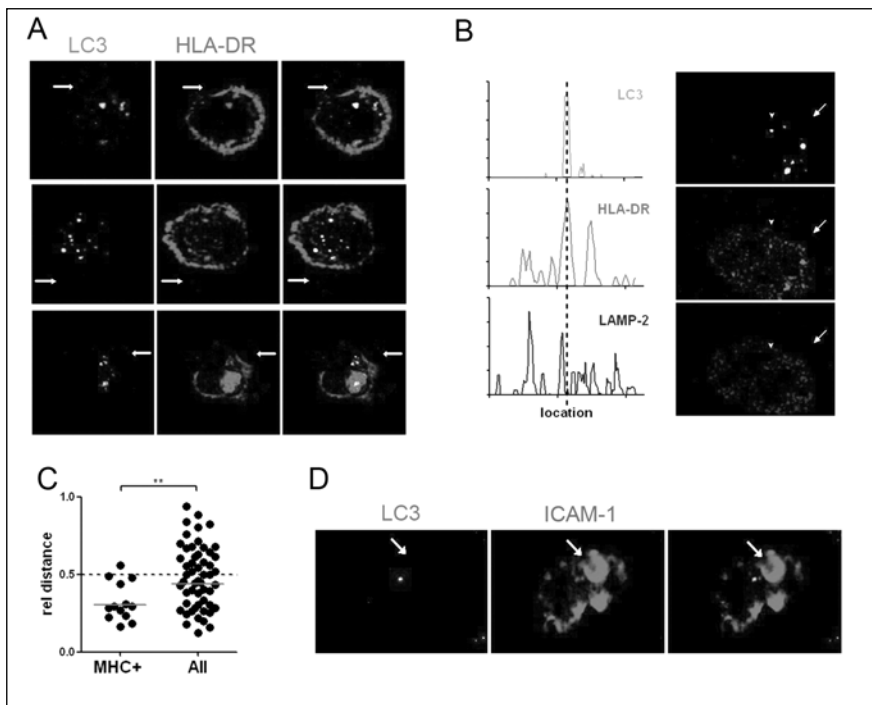 A
LC3 HLA-DR
B
LC3
HLA-DR
LAMP-2
location
C
**
1.0
0.5
0.0
rel distance
MHC+ All
D
LC3 ICAM-1